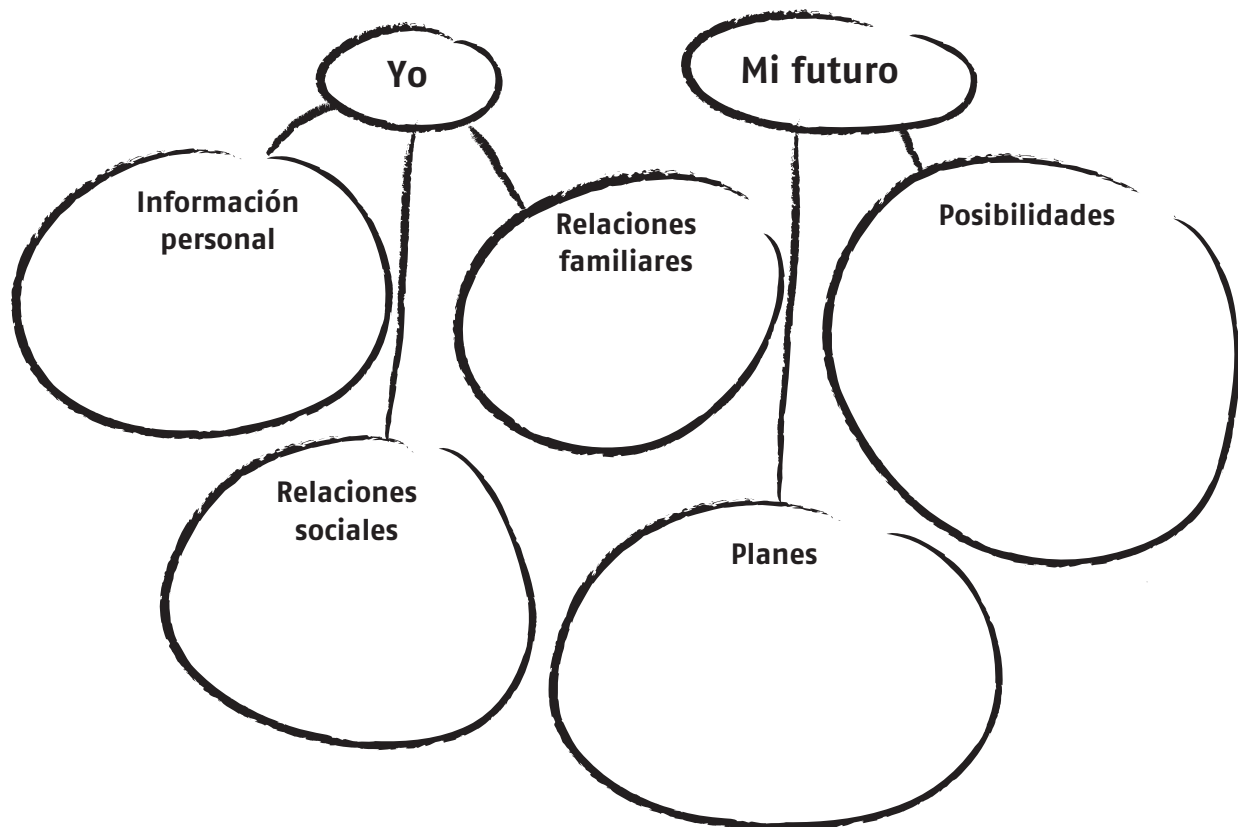 Yo
Información
personal
Relaciones
familiares
Relaciones
sociales
Mi futuro
Posibilidades
Planes